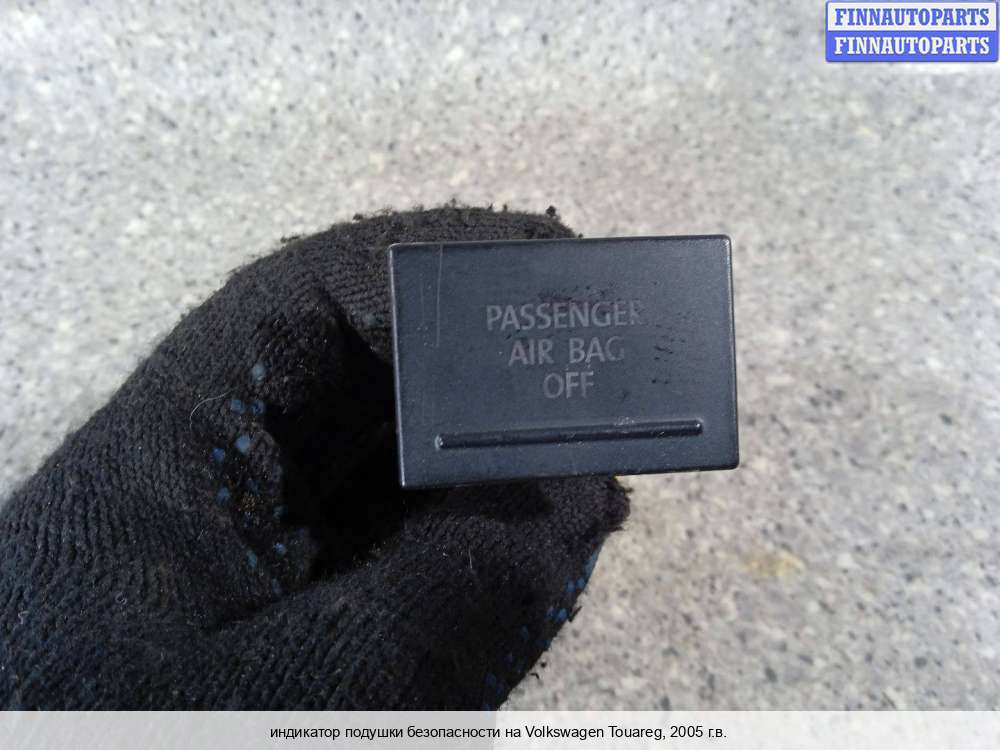 FINNAUTOPARTS
FINNAUTOPARTS
PASSENGER
AIR BAG
OFF
индикатор подушки безопасности на Volkswagen Touareg, 2005 г.в.